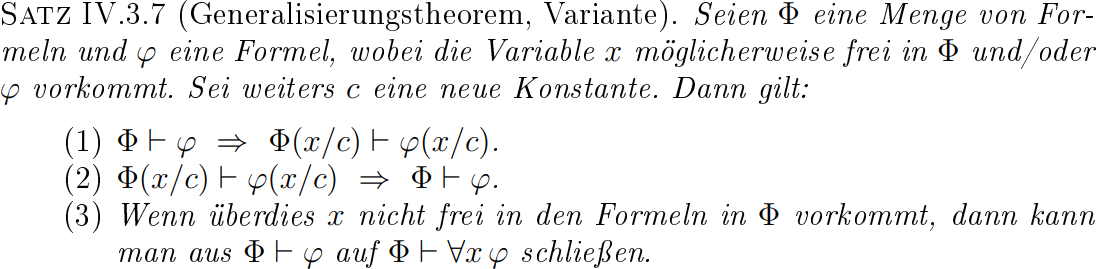 SATZ IV.3.7 (Generalisierungstheorem, Variante). Seien Φ eine Menge von For-
meln und φ eine Formel, wobei die Variable x möglicherweise frei in Φ und/oder
φ vorkommt. Sei weiters c eine neue Konstante. Dann gilt:
(1) Φ ⊢ φ ⇒ Φ(x/c) ⊢ φ(x/c).
(2) Φ(x/c) ⊢ φ(x/c) ⇒ Φ ⊢ φ.
(3) Wenn überdies x nicht frei in den Formeln in Φ vorkommt, dann kann
man aus Φ ⊢ φ auf Φ ⊢ ∀x φ schließen.